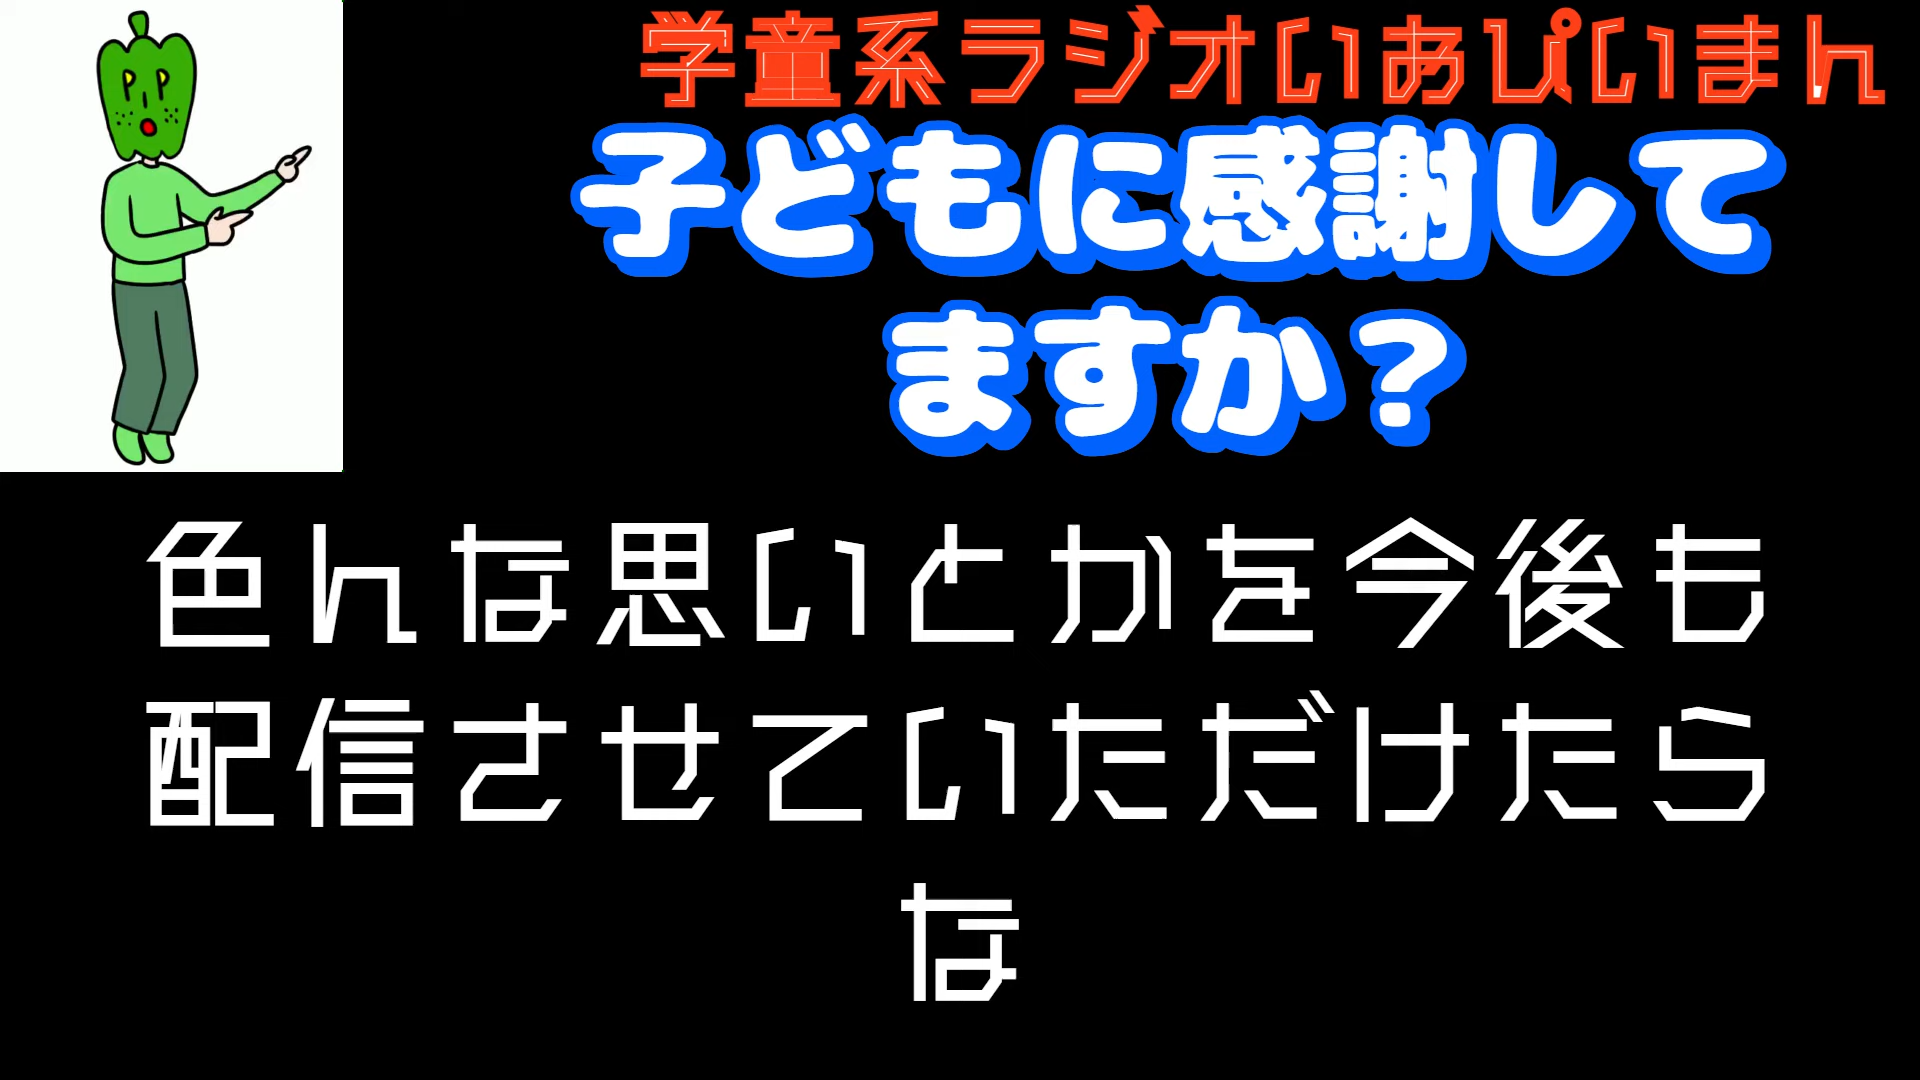 学童系ラジオいあぴいまん
子どもに感謝して
ますか？
色んな思いとかを今後も
配信させていただけたら
な